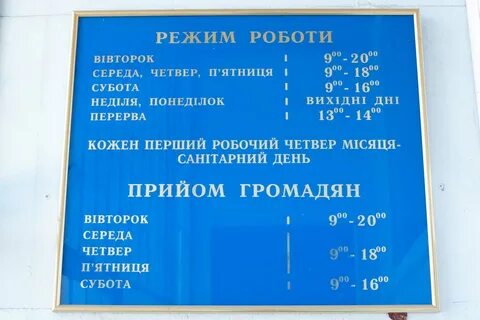 РЕЖИМ РОБОТИ
ВІВТОРОК 9⁰⁰-20⁰⁰
СЕРЕДА, ЧЕТВЕР, П'ЯТНИЦЯ 9⁰⁰- 18⁰⁰
СУБОТА 9⁰⁰- 16⁰⁰
НЕДІЛЯ, ПОНЕДІЛОК ВИХІДНІ ДНІ
ПЕРЕРВА 13⁰⁰- 14⁰⁰
КОЖЕН ПЕРШИЙ РОБОЧИЙ ЧЕТВЕР МІСЯЦЯ-
САНІТАРНИЙ ДЕНЬ
ПРИЙОМ ГРОМАДЯН
ВІВТОРОК 9⁰⁰- 20⁰⁰
СЕРЕДА
ЧЕТВЕР 9⁰⁰- 18⁰⁰
П'ЯТНИЦЯ
СУБОТА 9⁰⁰- 16⁰⁰